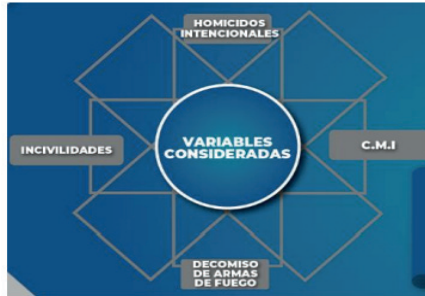 HOMICIDOS
INTENCIONALES
INCIVILIDADES
VARIABLES
CONSIDERADAS
C.M.I
DECOMISO
DE ARMAS
DE FUEGO